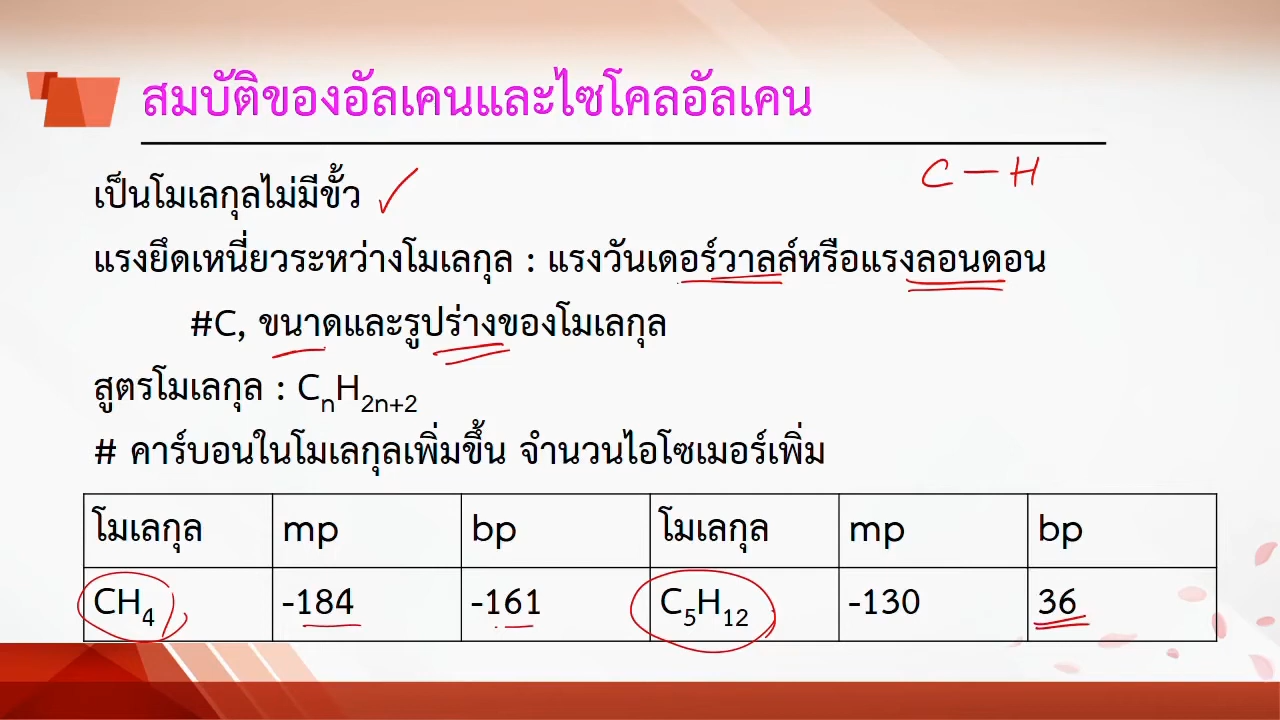 สมบัติของอัลเคนและไซโคลอัลเคน
C – H
เป็นโมเลกุลไม่มีขั้ว ✓
แรงยึดเหนี่ยวระหว่างโมเลกุล : แรงวันเดอร์วาลล์หรือแรงลอนดอน
#C, ขนาดและรูปร่างของโมเลกุล
สูตรโมเลกุล : CₙH₂ₙ₊₂
# คาร์บอนในโมเลกุลเพิ่มขึ้น จำนวนไอโซเมอร์เพิ่ม
โมเลกุล mp bp โมเลกุล mp bp
CH₄ -184 -161 C₅H₁₂ -130 36